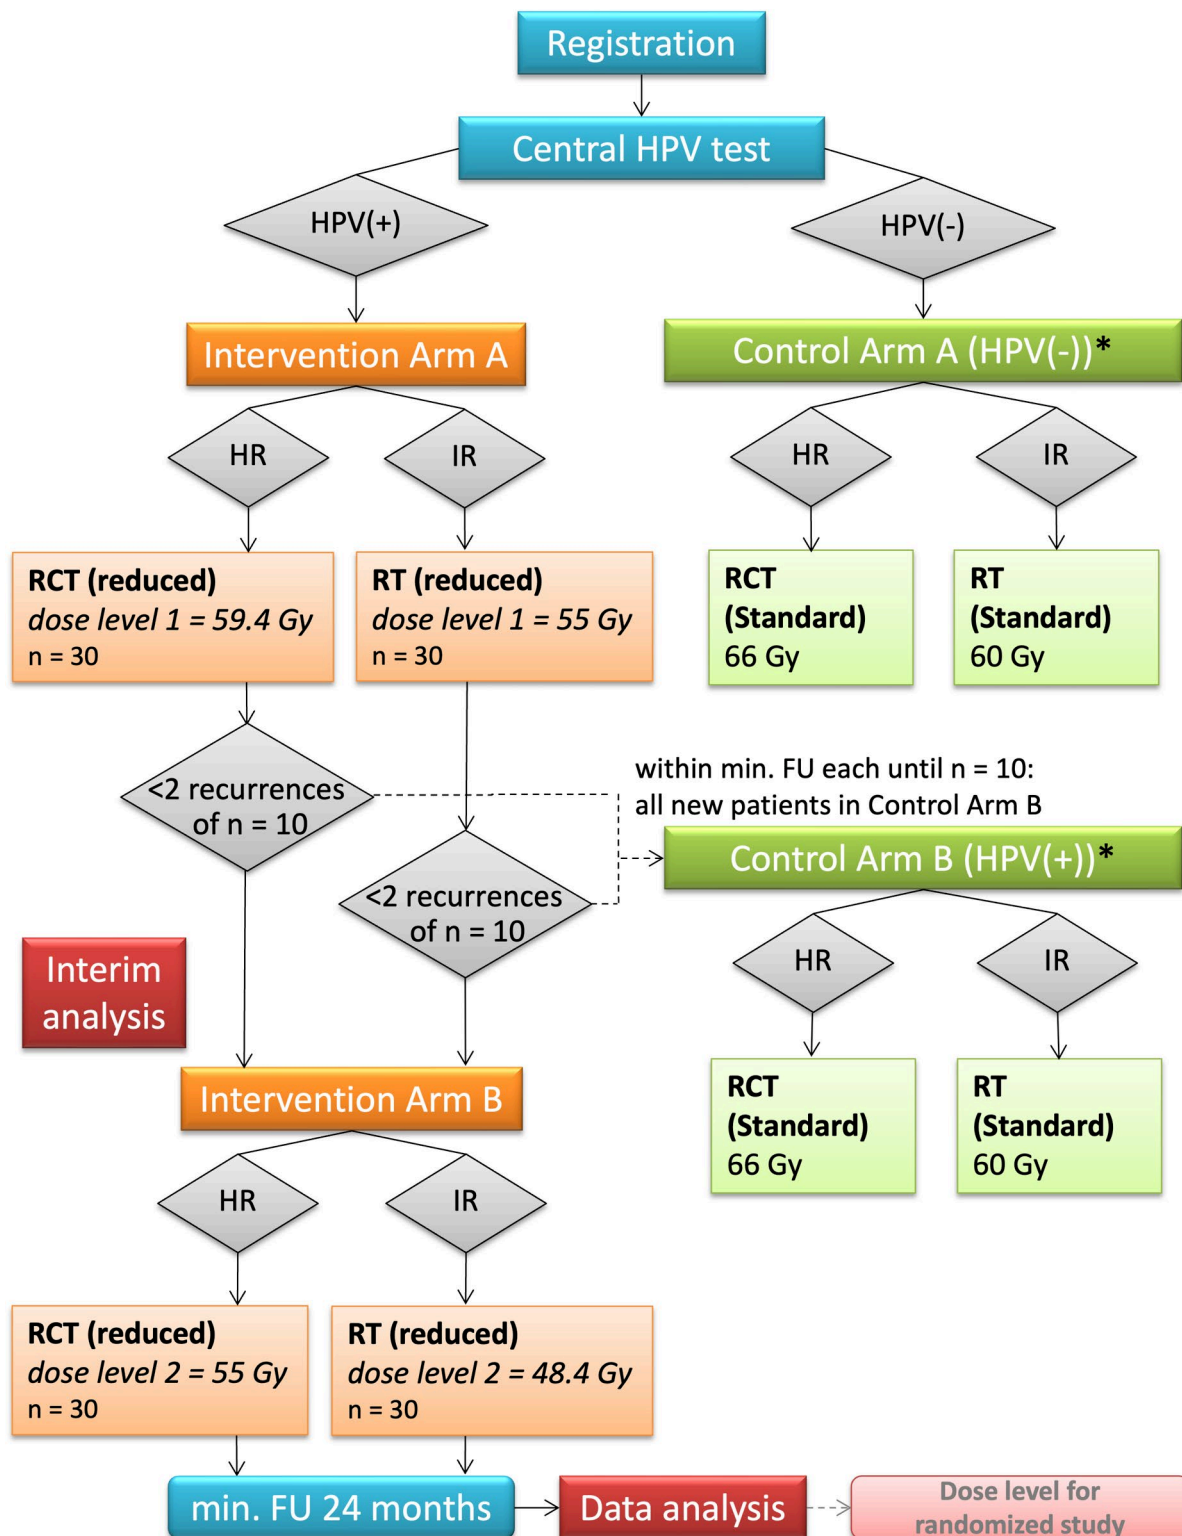 Registration
Central HPV test
HPV(+)
HPV(-)
Intervention Arm A
Control Arm A (HPV(-))*
HR
IR
HR
IR
RCT (reduced)
dose level 1 = 59.4 Gy
n = 30
RT (reduced)
dose level 1 = 55 Gy
n = 30
RCT
(Standard)
66 Gy
RT
(Standard)
60 Gy
<2 recurrences
of n = 10
within min. FU each until n = 10:
all new patients in Control Arm B
Control Arm B (HPV(+))*
<2 recurrences
of n = 10
HR
IR
Interim
analysis
RCT
(Standard)
66 Gy
RT
(Standard)
60 Gy
Intervention Arm B
HR
IR
RCT (reduced)
dose level 2 = 55 Gy
n = 30
RT (reduced)
dose level 2 = 48.4 Gy
n = 30
min. FU 24 months
Data analysis
Dose level for
randomized study